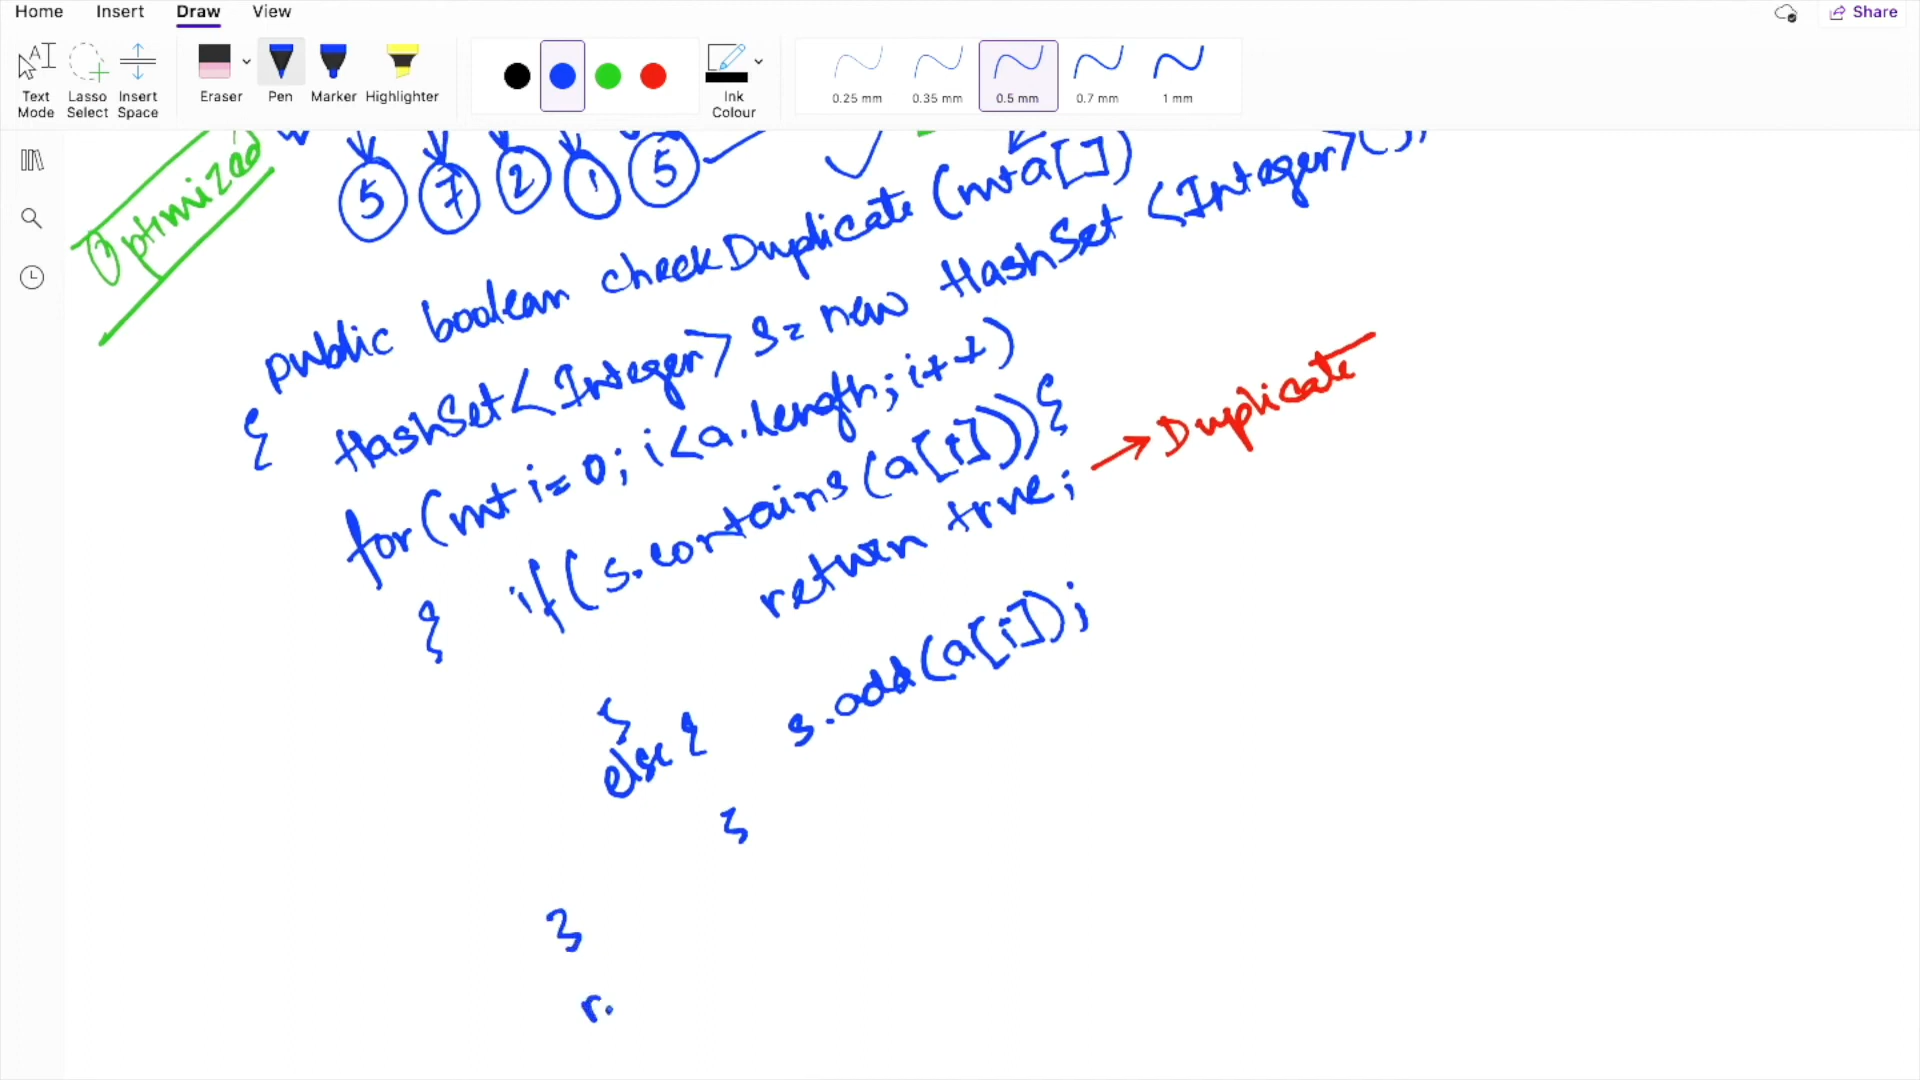 Home Insert Draw View
Share
Text Mode
Lasso Select
Insert Space
Eraser
Pen
Marker
Highlighter
Ink Colour
0.25 mm
0.35 mm
0.5 mm
0.7 mm
1 mm
Optimized
5 7 2 1 5
public boolean checkDuplicate (int a[])
{ HashSet<Integer> s= new HashSet <Integer>();
for(int i=0; i<a.length; i++)
{ if(s.contains(a[i])){
return true; → Duplicate
}
else { s.add(a[i]);
}
}
r.